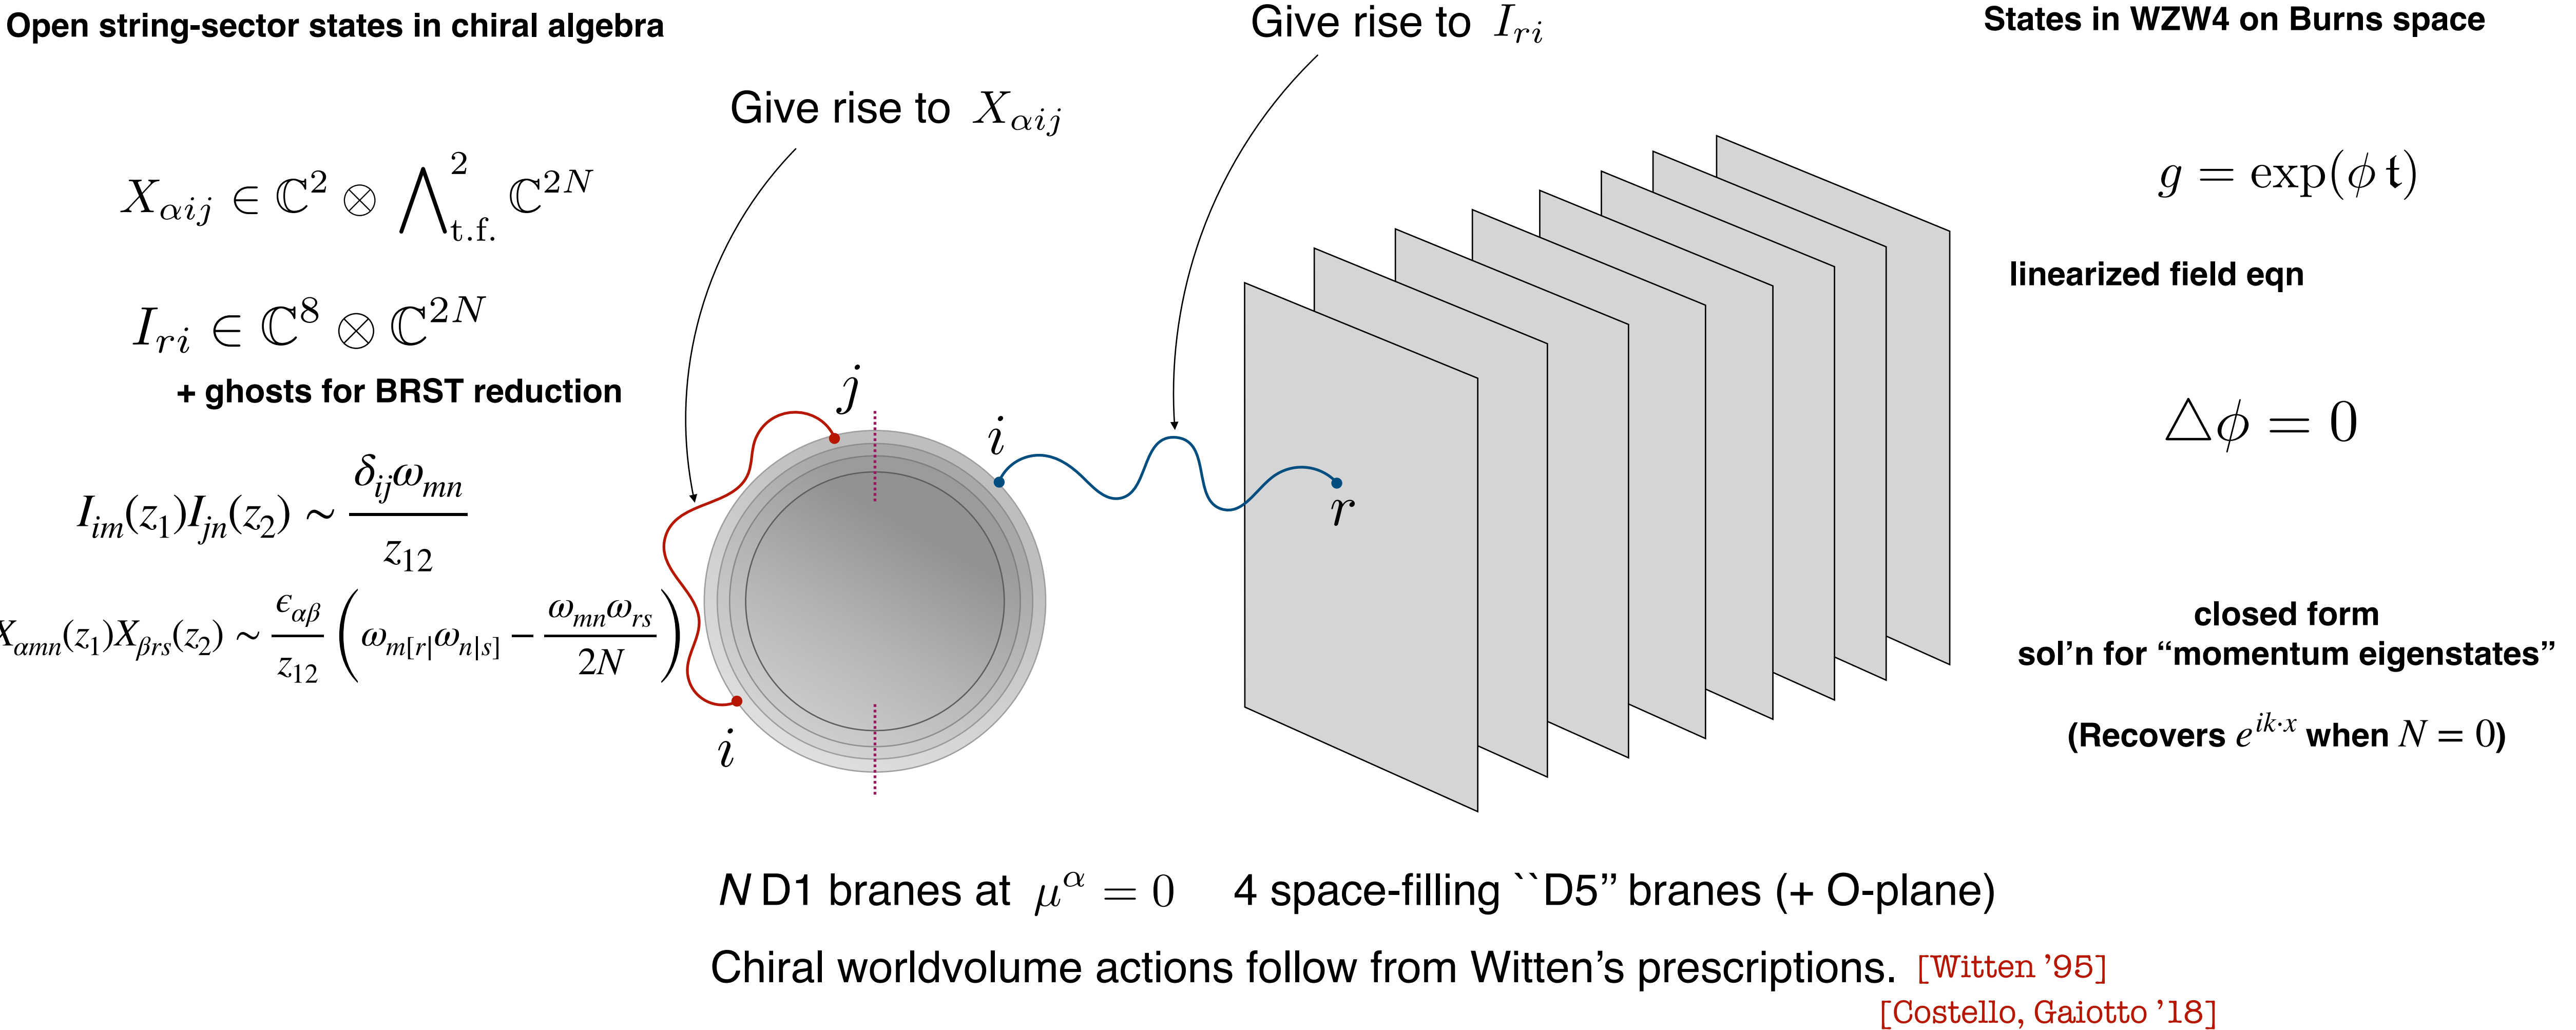 Open string-sector states in chiral algebra
Give rise to $I_{ri}$
States in WZW4 on Burns space
Give rise to $X_{\alpha ij}$
$X_{\alpha ij} \in \mathbb{C}^2 \otimes \bigwedge^2_{\text{t.f.}} \mathbb{C}^{2N}$
$g = \exp(\phi\, \mathfrak{t})$
$I_{ri} \in \mathbb{C}^8 \otimes \mathbb{C}^{2N}$
linearized field eqn
+ ghosts for BRST reduction
$j$
$i$
$\triangle \phi = 0$
$I_{im}(z_1) I_{jn}(z_2) \sim \frac{\delta_{ij}\omega_{mn}}{z_{12}}$
$r$
$X_{\alpha mn}(z_1) X_{\beta rs}(z_2) \sim \frac{\epsilon_{\alpha\beta}}{z_{12}} \left( \omega_{m[r|}\omega_{n|s]} - \frac{\omega_{mn}\omega_{rs}}{2N} \right)$
$i$
closed form
sol’n for “momentum eigenstates”
(Recovers $e^{ik \cdot x}$ when $N = 0$)
N D1 branes at $\mu^\alpha = 0$
4 space-filling ``D5” branes (+ O-plane)
Chiral worldvolume actions follow from Witten’s prescriptions. [Witten ’95]
[Costello, Gaiotto ’18]